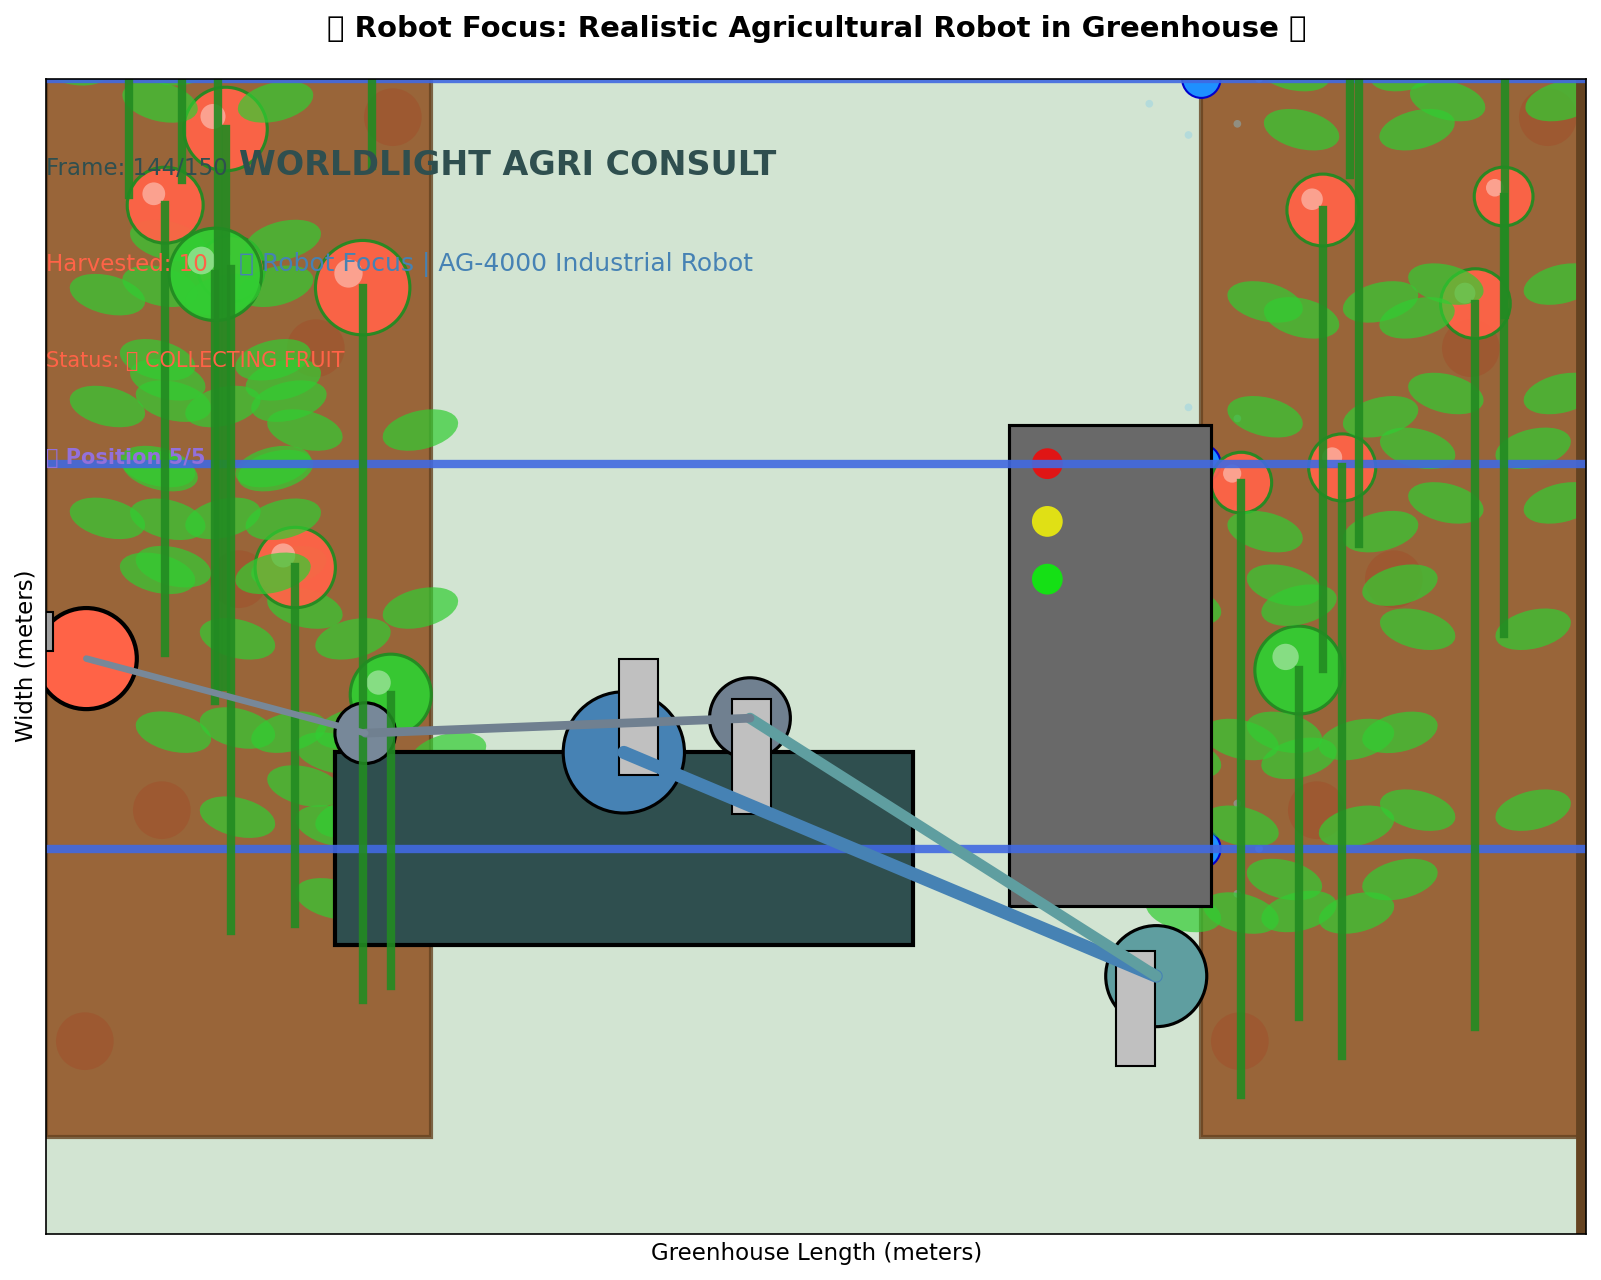 Robot Focus: Realistic Agricultural Robot in Greenhouse
Frame: 144/150
WORLDLIGHT AGRI CONSULT
Harvested: 10
Robot Focus | AG-4000 Industrial Robot
Status: COLLECTING FRUIT
Position 5/5
Width (meters)
Greenhouse Length (meters)